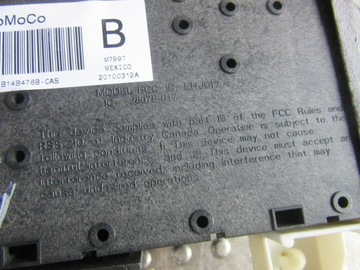 oMoCo
B
M799T
MEXICO
20100312A
B14B476B-CAS
MODEL FCC ID LHJ017
IC 2807E-017
This device complies with part 15 of the FCC Rules and
RSS-210 of Industry Canada. Operation is subject to the
following conditions: 1. This device may not cause
harmful interference, and (2) This device must accept any
interference received, including interference that may
cause undesired operations.